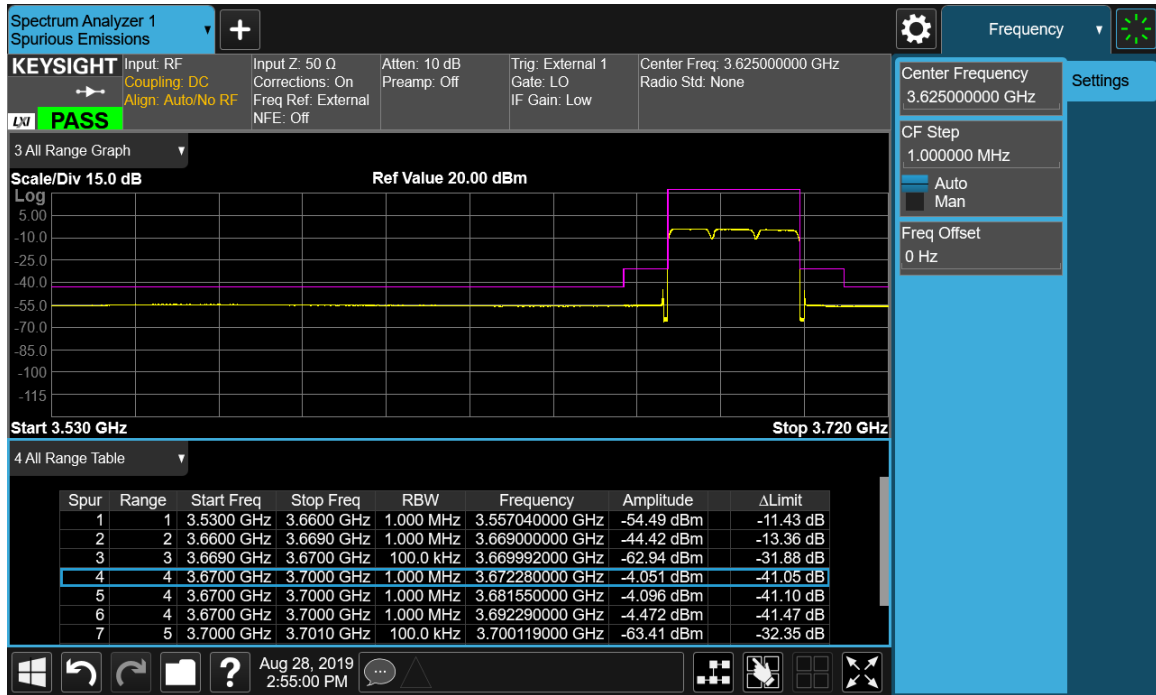 Spectrum Analyzer 1
Spurious Emissions
Frequency
KEYSIGHT
Input: RF
Coupling: DC
Align: Auto/No RF
Input Z: 50 Ω
Corrections: On
Freq Ref: External
NFE: Off
Atten: 10 dB
Preamp: Off
Trig: External 1
Gate: LO
IF Gain: Low
Center Freq: 3.625000000 GHz
Radio Std: None
LXI
PASS
Center Frequency
3.625000000 GHz
Settings
CF Step
1.000000 MHz
Auto
Man
Freq Offset
0 Hz
3 All Range Graph
Scale/Div 15.0 dB
Ref Value 20.00 dBm
Log
5.00
-10.0
-25.0
-40.0
-55.0
-70.0
-85.0
-100
-115
Start 3.530 GHz
Stop 3.720 GHz
4 All Range Table
Spur Range Start Freq Stop Freq RBW Frequency Amplitude ΔLimit
1 1 3.5300 GHz 3.6600 GHz 1.000 MHz 3.557040000 GHz -54.49 dBm -11.43 dB
2 2 3.6600 GHz 3.6690 GHz 1.000 MHz 3.669000000 GHz -44.42 dBm -13.36 dB
3 3 3.6690 GHz 3.6700 GHz 100.0 kHz 3.669992000 GHz -62.94 dBm -31.88 dB
4 4 3.6700 GHz 3.7000 GHz 1.000 MHz 3.672280000 GHz -4.051 dBm -41.05 dB
5 4 3.6700 GHz 3.7000 GHz 1.000 MHz 3.681550000 GHz -4.096 dBm -41.10 dB
6 4 3.6700 GHz 3.7000 GHz 1.000 MHz 3.692290000 GHz -4.472 dBm -41.47 dB
7 5 3.7000 GHz 3.7010 GHz 100.0 kHz 3.700119000 GHz -63.41 dBm -32.35 dB
Aug 28, 2019
2:55:00 PM